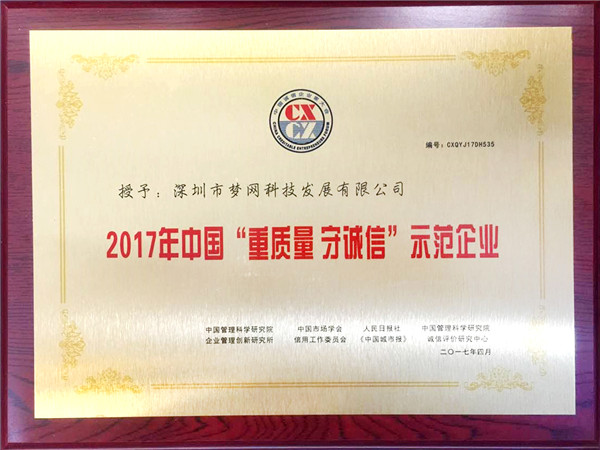 CX
CZ
编号：CXQYJ17DH535
授予：深圳市梦网科技发展有限公司
2017年中国“重质量 守诚信”示范企业
中国管理科学研究院 中国市场学会 人民日报社 中国管理科学研究院
企业管理创新研究所 信用工作委员会 《中国城市报》 诚信评价研究中心
二〇一七年四月